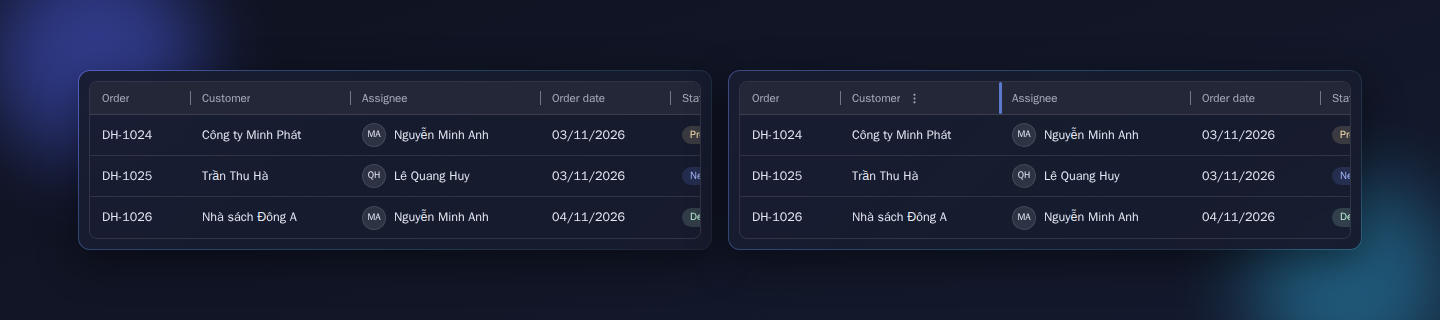 Order Customer Assignee Order date
DH-1024 Công ty Minh Phát MA Nguyễn Minh Anh 03/11/2026
DH-1025 Trần Thu Hà QH Lê Quang Huy 03/11/2026
DH-1026 Nhà sách Đông A MA Nguyễn Minh Anh 04/11/2026
Order Customer Assignee Order date
DH-1024 Công ty Minh Phát MA Nguyễn Minh Anh 03/11/2026
DH-1025 Trần Thu Hà QH Lê Quang Huy 03/11/2026
DH-1026 Nhà sách Đông A MA Nguyễn Minh Anh 04/11/2026